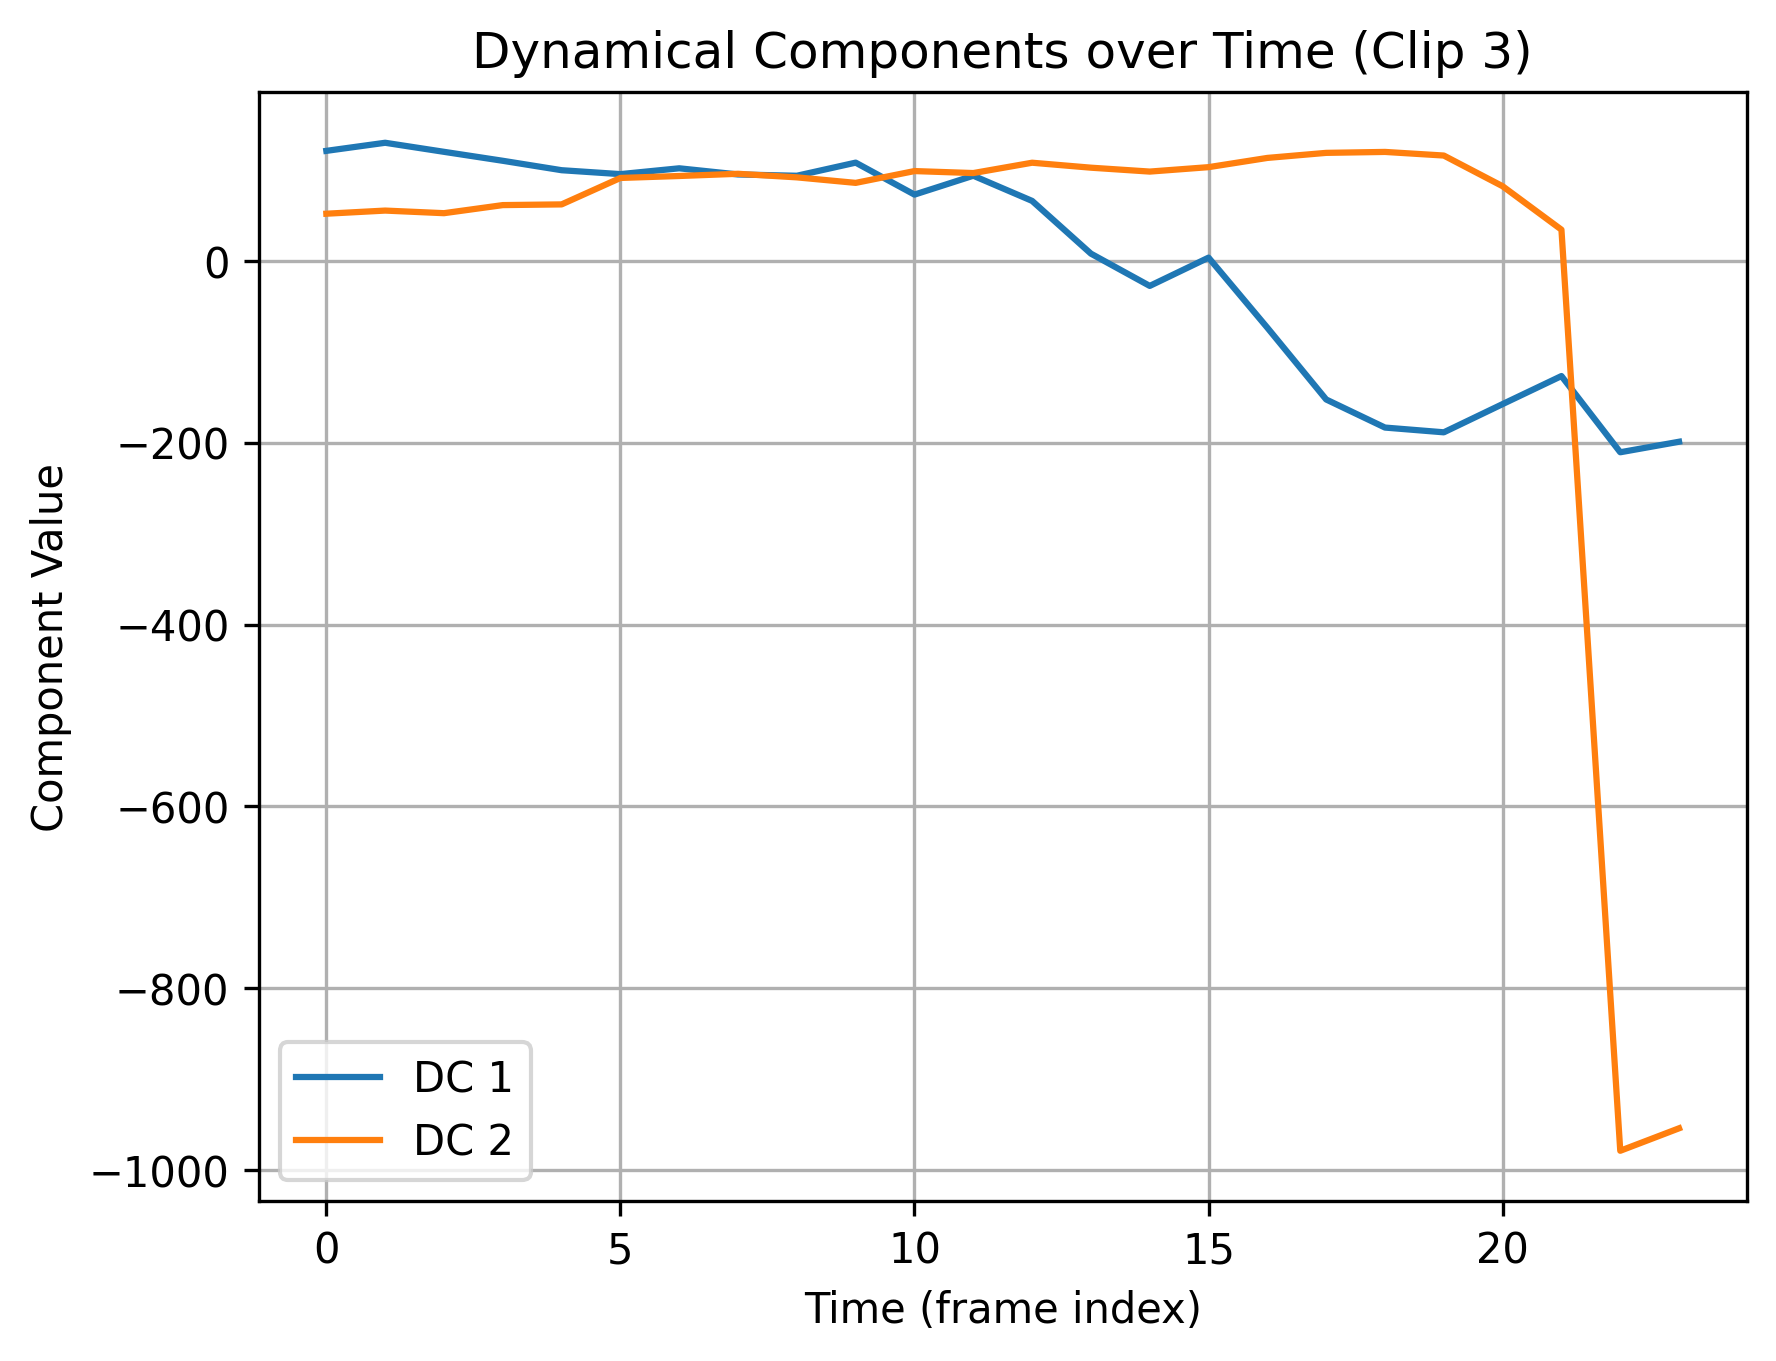 Dynamical Components over Time (Clip 3)
Component Value
0
−200
−400
−600
−800
−1000
DC 1
DC 2
0 5 10 15 20
Time (frame index)